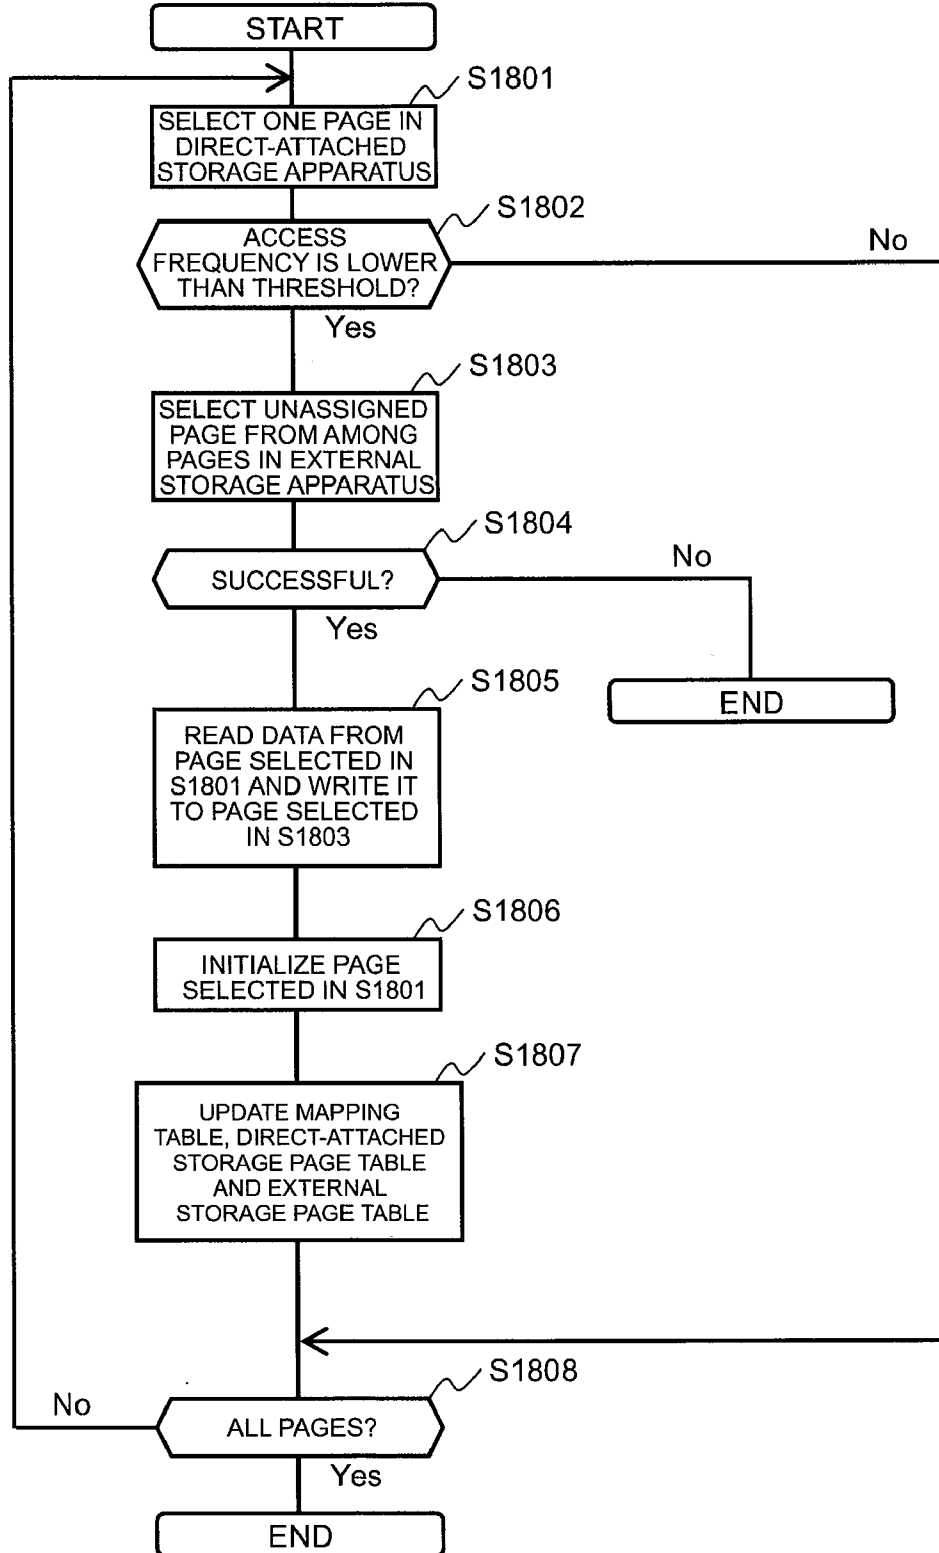 START
S1801
SELECT ONE PAGE IN
DIRECT-ATTACHED
STORAGE APPARATUS
S1802
ACCESS
FREQUENCY IS LOWER
THAN THRESHOLD?
No
Yes
S1803
SELECT UNASSIGNED
PAGE FROM AMONG
PAGES IN EXTERNAL
STORAGE APPARATUS
S1804
SUCCESSFUL?
No
Yes
END
S1805
READ DATA FROM
PAGE SELECTED IN
S1801 AND WRITE IT
TO PAGE SELECTED
IN S1803
S1806
INITIALIZE PAGE
SELECTED IN S1801
S1807
UPDATE MAPPING
TABLE, DIRECT-ATTACHED
STORAGE PAGE TABLE
AND EXTERNAL
STORAGE PAGE TABLE
S1808
No
ALL PAGES?
Yes
END